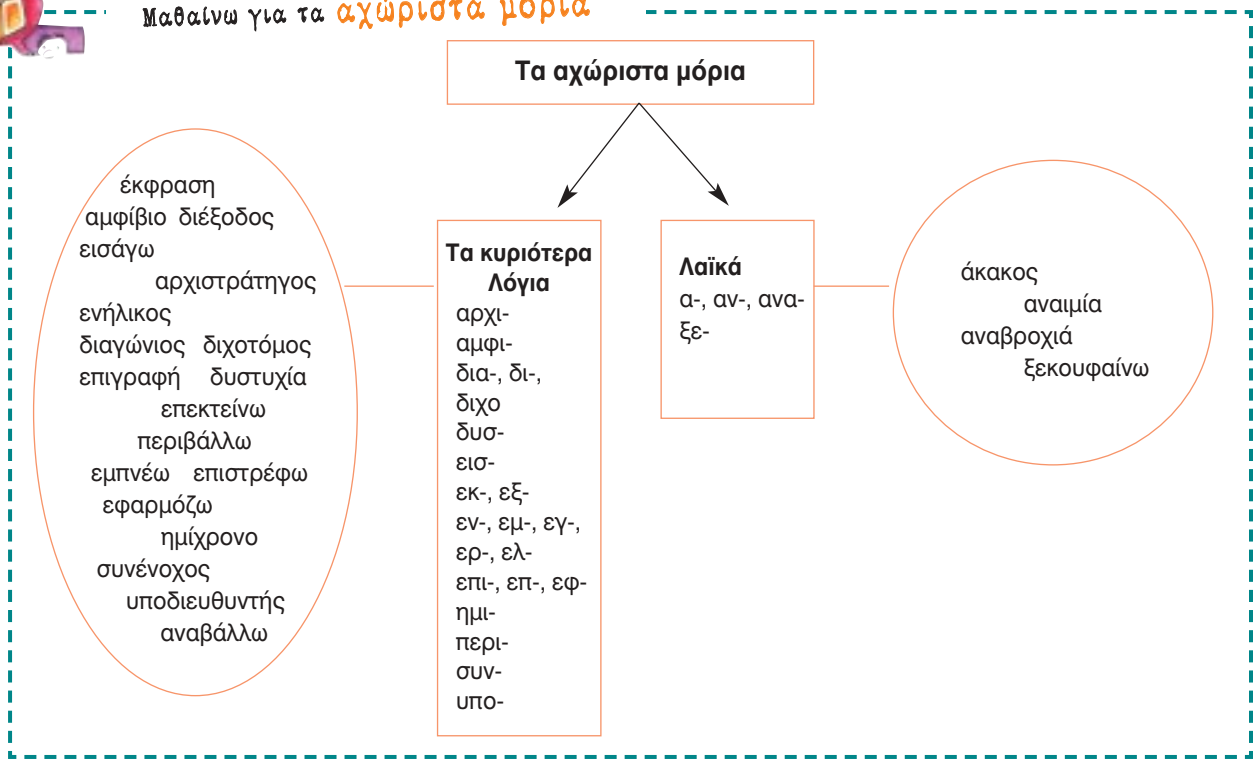 Μαθαίνω για τα αχώριστα μόρια
Τα αχώριστα μόρια
έκφραση
αμφίβιο διέξοδος
εισάγω
αρχιστράτηγος
ενήλικος
διαγώνιος διχοτόμος
επιγραφή δυστυχία
επεκτείνω
περιβάλλω
εμπνέω επιστρέφω
εφαρμόζω
ημίχρονο
συνένοχος
υποδιευθυντής
αναβάλλω
Τα κυριότερα
Λόγια
αρχι-
αμφι-
δια-, δι-,
διχο
δυσ-
εισ-
εκ-, εξ-
εν-, εμ-, εγ-,
ερ-, ελ-
επι-, επ-, εφ-
ημι-
περι-
συν-
υπο-
Λαϊκά
α-, αν-, ανα-
ξε-
άκακος
αναιμία
αναβροχιά
ξεκουφαίνω